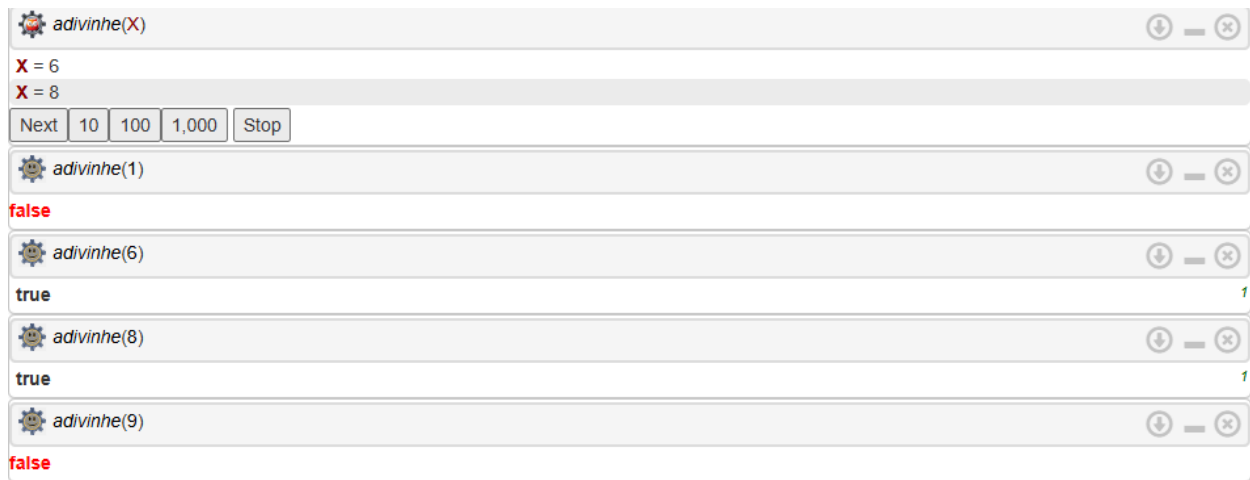 adivinhe(X)
X = 6
X = 8
Next 10 100 1,000 Stop
adivinhe(1)
false
adivinhe(6)
true 1
adivinhe(8)
true 1
adivinhe(9)
false